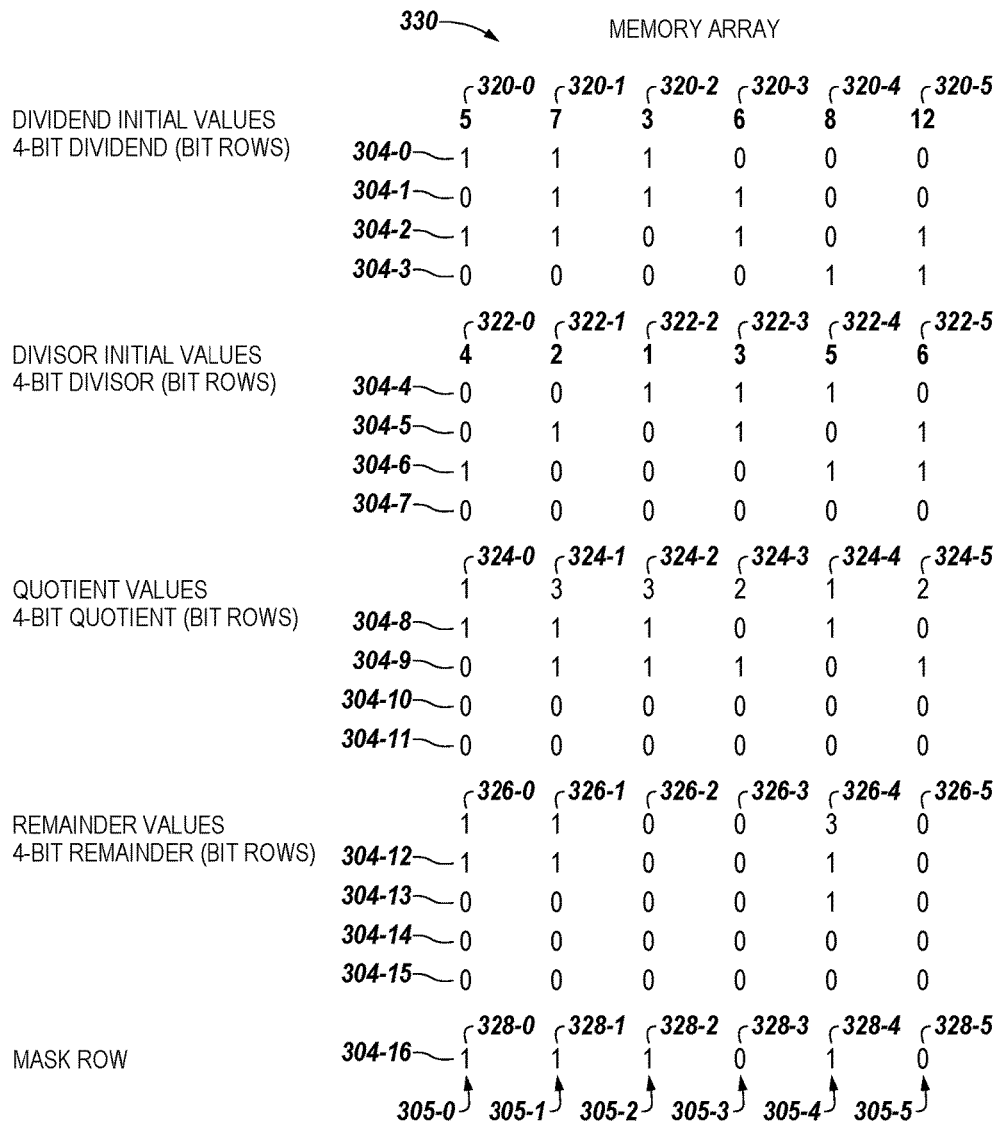 330 MEMORY ARRAY
320-0 320-1 320-2 320-3 320-4 320-5
DIVIDEND INITIAL VALUES 5 7 3 6 8 12
4-BIT DIVIDEND (BIT ROWS)
304-0 1 1 1 0 0 0
304-1 0 1 1 1 0 0
304-2 1 1 0 1 0 1
304-3 0 0 0 0 1 1
322-0 322-1 322-2 322-3 322-4 322-5
DIVISOR INITIAL VALUES 4 2 1 3 5 6
4-BIT DIVISOR (BIT ROWS)
304-4 0 0 1 1 1 0
304-5 0 1 0 1 0 1
304-6 1 0 0 0 1 1
304-7 0 0 0 0 0 0
324-0 324-1 324-2 324-3 324-4 324-5
QUOTIENT VALUES 1 3 3 2 1 2
4-BIT QUOTIENT (BIT ROWS)
304-8 1 1 1 0 1 0
304-9 0 1 1 1 0 1
304-10 0 0 0 0 0 0
304-11 0 0 0 0 0 0
326-0 326-1 326-2 326-3 326-4 326-5
REMAINDER VALUES 1 1 0 0 3 0
4-BIT REMAINDER (BIT ROWS)
304-12 1 1 0 0 1 0
304-13 0 0 0 0 1 0
304-14 0 0 0 0 0 0
304-15 0 0 0 0 0 0
328-0 328-1 328-2 328-3 328-4 328-5
MASK ROW 304-16 1 1 1 0 1 0
305-0 305-1 305-2 305-3 305-4 305-5